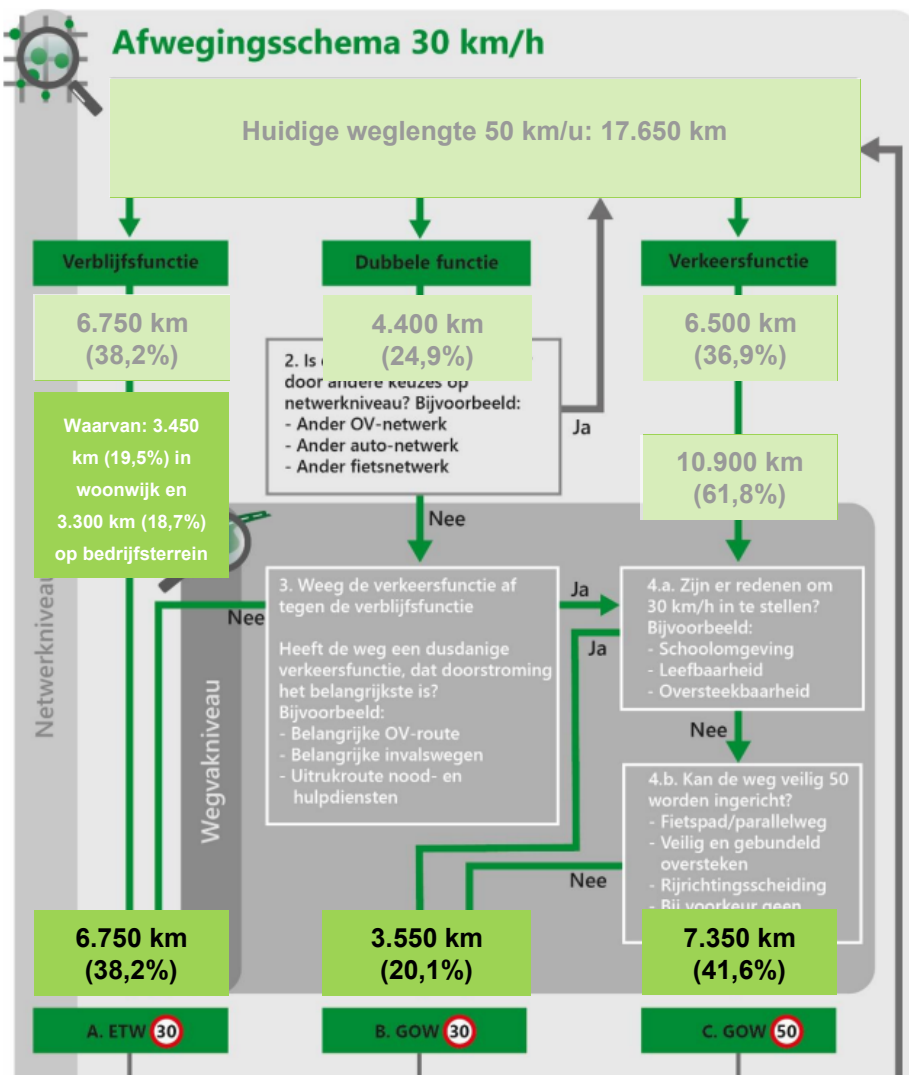 Afwegingsschema 30 km/h
Huidige weglengte 50 km/u: 17.650 km
Verblijfsfunctie
Dubbele functie
Verkeersfunctie
6.750 km
(38,2%)
4.400 km
(24,9%)
6.500 km
(36,9%)
2. Is
door andere keuzes op
netwerkniveau? Bijvoorbeeld:
- Ander OV-netwerk
- Ander auto-netwerk
- Ander fietsnetwerk
Ja
Waarvan: 3.450
km (19,5%) in
woonwijk en
3.300 km (18,7%)
op bedrijfsterrein
10.900 km
(61,8%)
Nee
Netwerkniveau
Wegvakniveau
3. Weeg de verkeersfunctie af
tegen de verblijfsfunctie
Heeft de weg een dusdanige
verkeersfunctie, dat doorstroming
het belangrijkste is?
Bijvoorbeeld:
- Belangrijke OV-route
- Belangrijke invalswegen
- Uitrukroute nood- en
hulpdiensten
Nee
Ja
Ja
4.a. Zijn er redenen om
30 km/h in te stellen?
Bijvoorbeeld:
- Schoolomgeving
- Leefbaarheid
- Oversteekbaarheid
Nee
4.b. Kan de weg veilig 50
worden ingericht?
- Fietspad/parallelweg
- Veilig en gebundeld
oversteken
- Rijrichtingsscheiding
- Bij voorkeur geen
Nee
6.750 km
(38,2%)
3.550 km
(20,1%)
7.350 km
(41,6%)
A. ETW 30
B. GOW 30
C. GOW 50